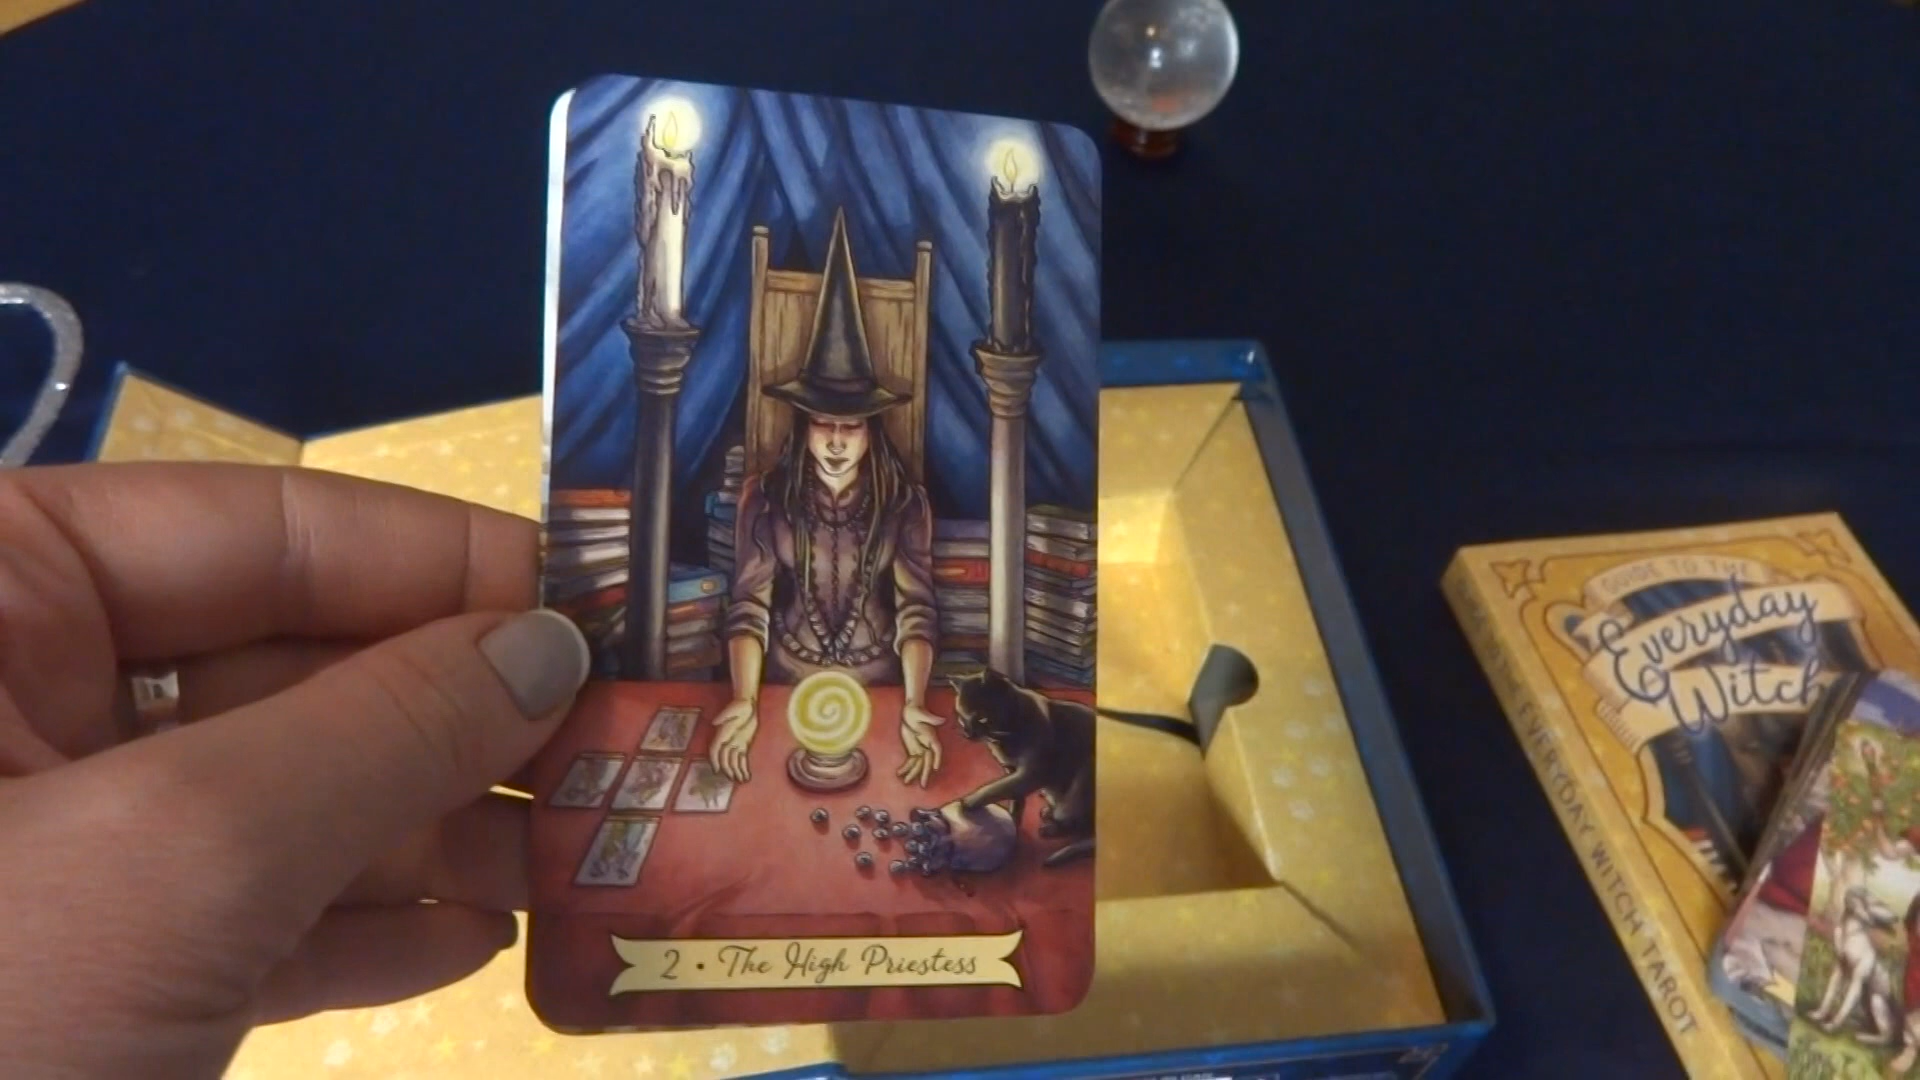 2 • The High Priestess
GUIDE TO THE
Everyday
Witch
EVERYDAY WITCH TAROT